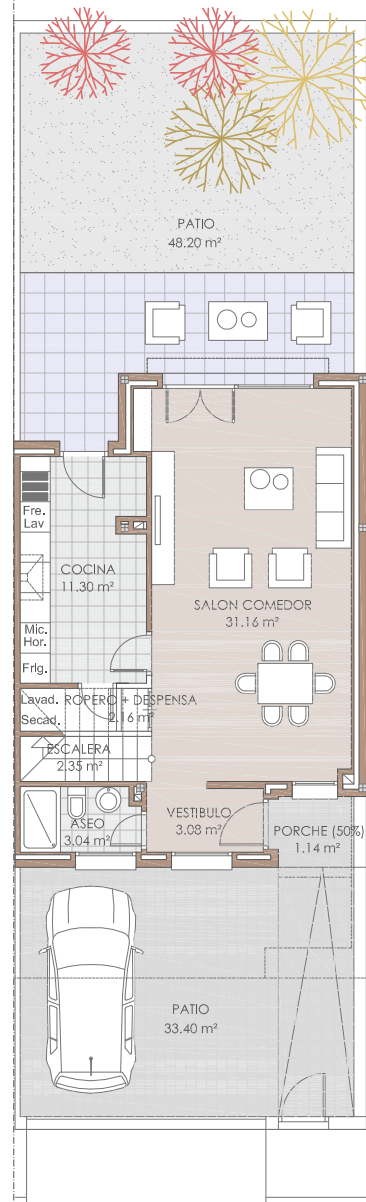 PATIO
48.20 m²
Fre.
Lav
COCINA
11.30 m²
SALON COMEDOR
31.16 m²
Mic.
Hor.
Frig.
Lavad.
ROPERO + DESPENSA
2.16 m²
Secad.
ESCALERA
2.35 m²
ASEO
3.04 m²
VESTIBULO
3.08 m²
PORCHE (50%)
1.14 m²
PATIO
33.40 m²